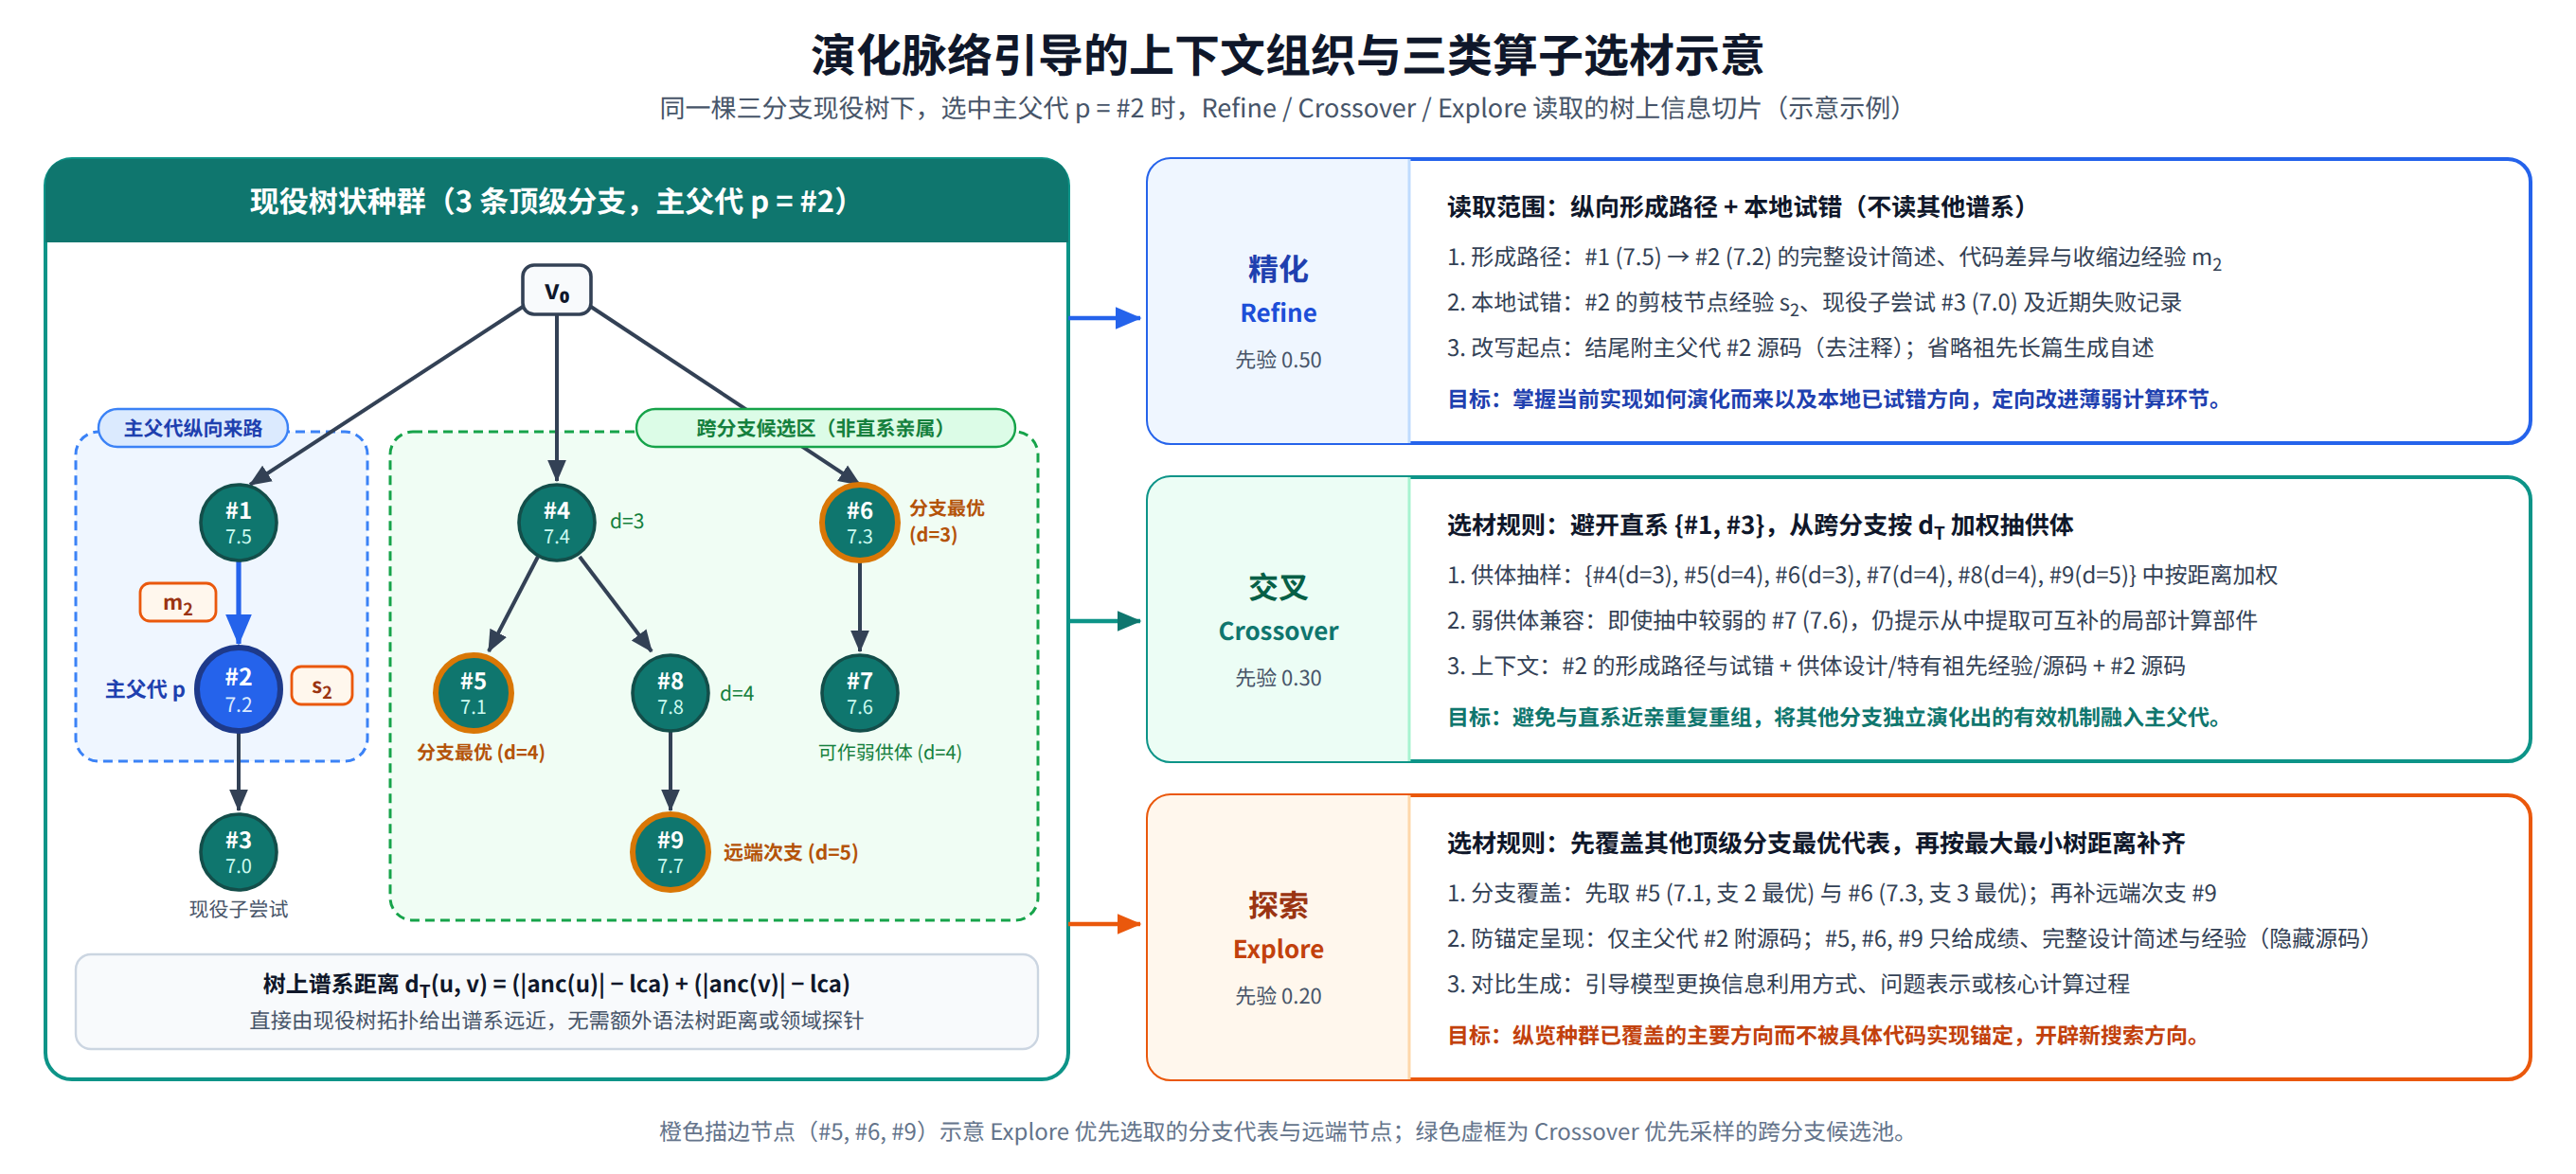 演化脉络引导的上下文组织与三类算子选材示意
同一棵三分支现役树下，选中主父代 p = #2 时，Refine / Crossover / Explore 读取的树上信息切片（示意示例）
现役树状种群（3 条顶级分支，主父代 p = #2）
V₀
主父代纵向来路
跨分支候选区（非直系亲属）
#1
7.5
#4
7.4
d=3
#6
7.3
分支最优
(d=3)
m₂
主父代 p
#2
7.2
s₂
#5
7.1
分支最优 (d=4)
#8
7.8
d=4
#7
7.6
可作弱供体 (d=4)
#3
7.0
现役子尝试
#9
7.7
远端次支 (d=5)
树上谱系距离 d_T(u, v) = (|anc(u)| − lca) + (|anc(v)| − lca)
直接由现役树拓扑给出谱系远近，无需额外语法树距离或领域探针
精化
Refine
先验 0.50
读取范围：纵向形成路径 + 本地试错（不读其他谱系）
1. 形成路径：#1 (7.5) → #2 (7.2) 的完整设计简述、代码差异与收缩边经验 m₂
2. 本地试错：#2 的剪枝节点经验 s₂、现役子尝试 #3 (7.0) 及近期失败记录
3. 改写起点：结尾附主父代 #2 源码（去注释）；省略祖先长篇生成自述
目标：掌握当前实现如何演化而来以及本地已试错方向，定向改进薄弱计算环节。
交叉
Crossover
先验 0.30
选材规则：避开直系 {#1, #3}，从跨分支按 d_T 加权抽供体
1. 供体抽样：{#4(d=3), #5(d=4), #6(d=3), #7(d=4), #8(d=4), #9(d=5)} 中按距离加权
2. 弱供体兼容：即使抽中较弱的 #7 (7.6)，仍提示从中提取可互补的局部计算部件
3. 上下文：#2 的形成路径与试错 + 供体设计/特有祖先经验/源码 + #2 源码
目标：避免与直系近亲重复重组，将其他分支独立演化出的有效机制融入主父代。
探索
Explore
先验 0.20
选材规则：先覆盖其他顶级分支最优代表，再按最大最小树距离补齐
1. 分支覆盖：先取 #5 (7.1, 支 2 最优) 与 #6 (7.3, 支 3 最优)；再补远端次支 #9
2. 防锚定呈现：仅主父代 #2 附源码；#5, #6, #9 只给成绩、完整设计简述与经验（隐藏源码）
3. 对比生成：引导模型更换信息利用方式、问题表示或核心计算过程
目标：纵览种群已覆盖的主要方向而不被具体代码实现锚定，开辟新搜索方向。
橙色描边节点（#5, #6, #9）示意 Explore 优先选取的分支代表与远端节点；绿色虚框为 Crossover 优先采样的跨分支候选池。